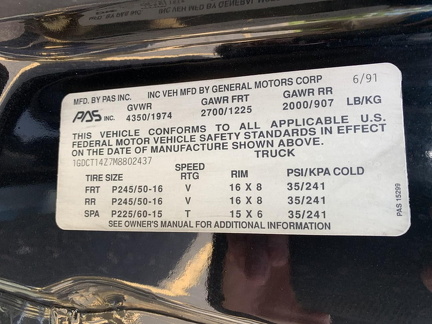 MFD. BY PAS INC. INC VEH MFD BY GENERAL MOTORS CORP 6/91
GVWR GAWR FRT GAWR RR
PAS INC. 4350/1974 2700/1225 2000/907 LB/KG
THIS VEHICLE CONFORMS TO ALL APPLICABLE U.S.
FEDERAL MOTOR VEHICLE SAFETY STANDARDS IN EFFECT
ON THE DATE OF MANUFACTURE SHOWN ABOVE.
1GDCT14Z7M8802437 TRUCK
SPEED
TIRE SIZE RTG RIM PSI/KPA COLD
FRT P245/50-16 V 16 X 8 35/241
RR P245/50-16 V 16 X 8 35/241
SPA P225/60-15 T 15 X 6 35/241
SEE OWNER'S MANUAL FOR ADDITIONAL INFORMATION
PAS 15299